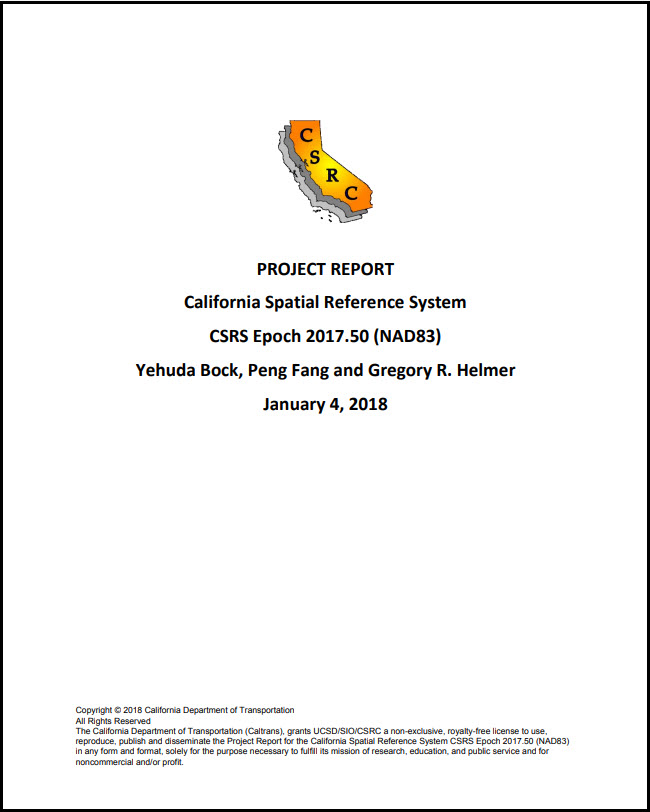 C
S
R
C
PROJECT REPORT
California Spatial Reference System
CSRS Epoch 2017.50 (NAD83)
Yehuda Bock, Peng Fang and Gregory R. Helmer
January 4, 2018
Copyright © 2018 California Department of Transportation
All Rights Reserved
The California Department of Transportation (Caltrans), grants UCSD/SIO/CSRC a non-exclusive, royalty-free license to use,
reproduce, publish and disseminate the Project Report for the California Spatial Reference System CSRS Epoch 2017.50 (NAD83)
in any form and format, solely for the purpose necessary to fulfill its mission of research, education, and public service and for
noncommercial and/or profit.